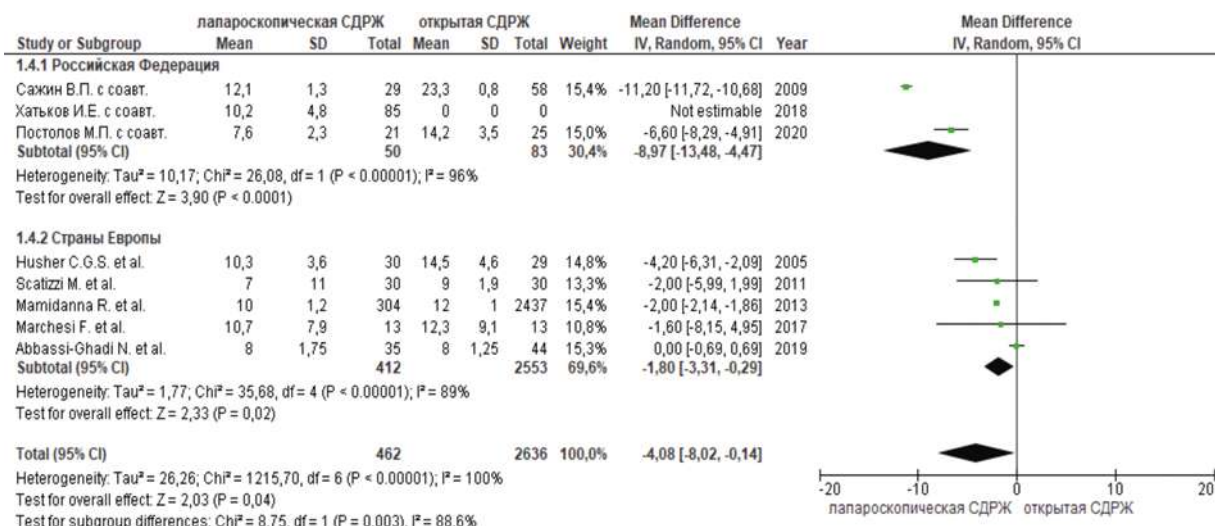 лапароскопическая СДРЖ открытая СДРЖ Mean Difference Mean Difference
Study or Subgroup Mean SD Total Mean SD Total Weight IV, Random, 95% CI Year IV, Random, 95% CI
1.4.1 Российская Федерация
Сажин В.П. с соавт. 12,1 1,3 29 23,3 0,8 58 15,4% -11,20 [-11,72, -10,68] 2009
Хатьков И.Е. с соавт. 10,2 4,8 85 0 0 0 Not estimable 2018
Постолов М.П. с соавт. 7,6 2,3 21 14,2 3,5 25 15,0% -6,60 [-8,29, -4,91] 2020
Subtotal (95% CI) 50 83 30,4% -8,97 [-13,48, -4,47]
Heterogeneity: Tau² = 10,17; Chi² = 26,08, df = 1 (P < 0.00001); I² = 96%
Test for overall effect: Z = 3,90 (P < 0.0001)
1.4.2 Страны Европы
Husher C.G.S. et al. 10,3 3,6 30 14,5 4,6 29 14,8% -4,20 [-6,31, -2,09] 2005
Scatizzi M. et al. 7 11 30 9 1,9 30 13,3% -2,00 [-5,99, 1,99] 2011
Mamidanna R. et al. 10 1,2 304 12 1 2437 15,4% -2,00 [-2,14, -1,86] 2013
Marchesi F. et al. 10,7 7,9 13 12,3 9,1 13 10,8% -1,60 [-8,15, 4,95] 2017
Abbassi-Ghadi N. et al. 8 1,75 35 8 1,25 44 15,3% 0,00 [-0,69, 0,69] 2019
Subtotal (95% CI) 412 2553 69,6% -1,80 [-3,31, -0,29]
Heterogeneity: Tau² = 1,77; Chi² = 35,68, df = 4 (P < 0.00001); I² = 89%
Test for overall effect: Z = 2,33 (P = 0,02)
Total (95% CI) 462 2636 100,0% -4,08 [-8,02, -0,14]
Heterogeneity: Tau² = 26,26; Chi² = 1215,70, df = 6 (P < 0.00001); I² = 100%
Test for overall effect: Z = 2,03 (P = 0,04)
Test for subgroup differences: Chi² = 8,75, df = 1 (P = 0,003), I² = 88,6%
-20 -10 0 10 20
лапароскопическая СДРЖ открытая СДРЖ